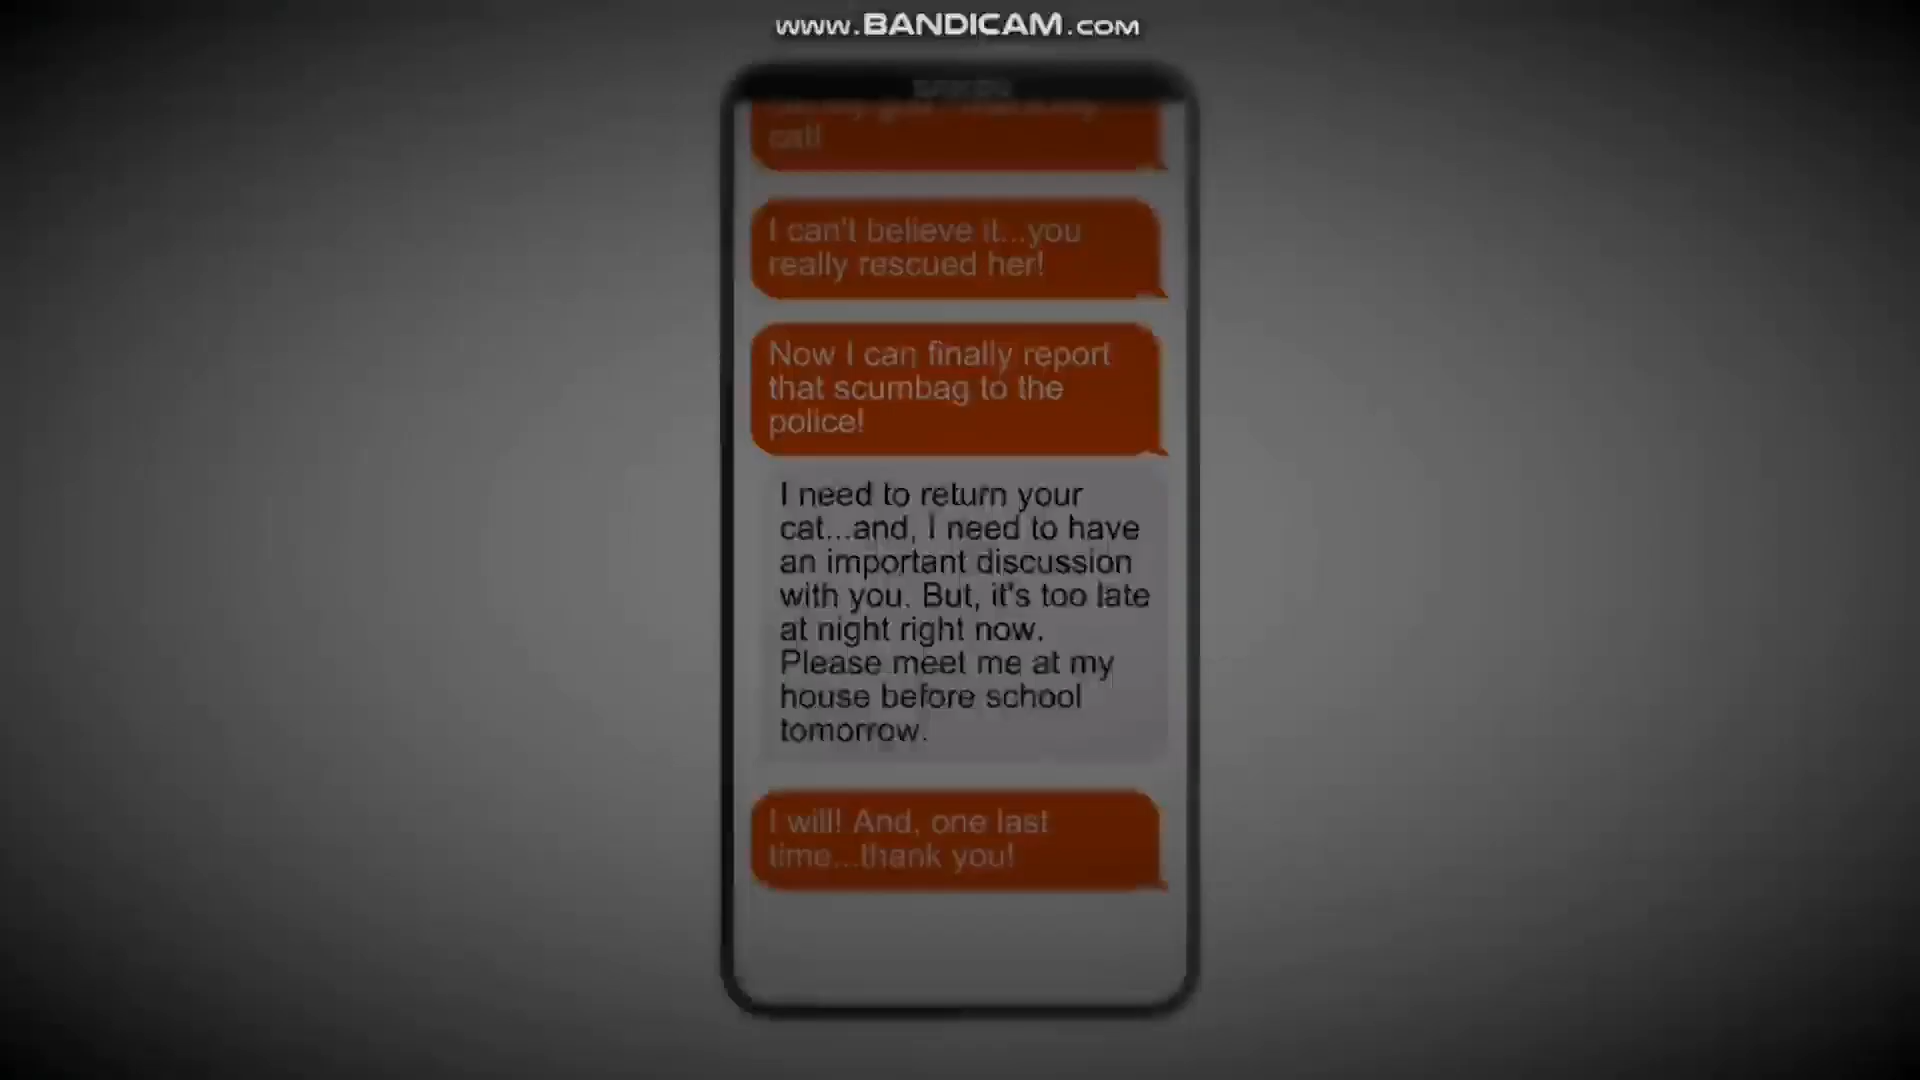 www.BANDICAM.com
cat!
I can't believe it...you
really rescued her!
Now I can finally report
that scumbag to the
police!
I need to return your
cat...and, I need to have
an important discussion
with you. But, it's too late
at night right now.
Please meet me at my
house before school
tomorrow.
I will! And, one last
time...thank you!